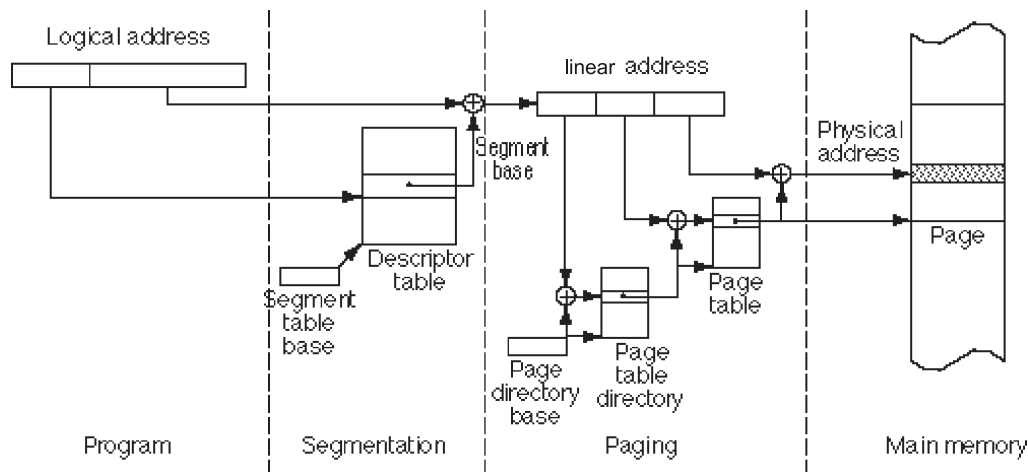 Logical address
linear address
Physical
address
Segment
base
Page
Descriptor
table
Page
table
Segment
table
base
Page
table
directory
Page
directory
base
Program
Segmentation
Paging
Main memory